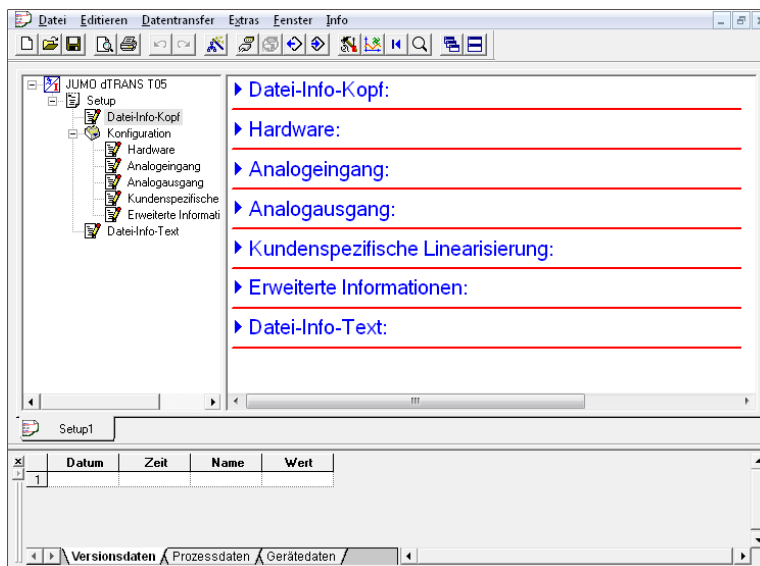 Datei Editieren Datentransfer Extras Fenster Info
JUMO dTRANS T05
Setup
Datei-Info-Kopf
Konfiguration
Hardware
Analogeingang
Analogausgang
Kundenspezifische
Erweiterte Informati
Datei-Info-Text
Datei-Info-Kopf:
Hardware:
Analogeingang:
Analogausgang:
Kundenspezifische Linearisierung:
Erweiterte Informationen:
Datei-Info-Text:
Setup1
Datum Zeit Name Wert
1
Versionsdaten Prozessdaten Gerätedaten